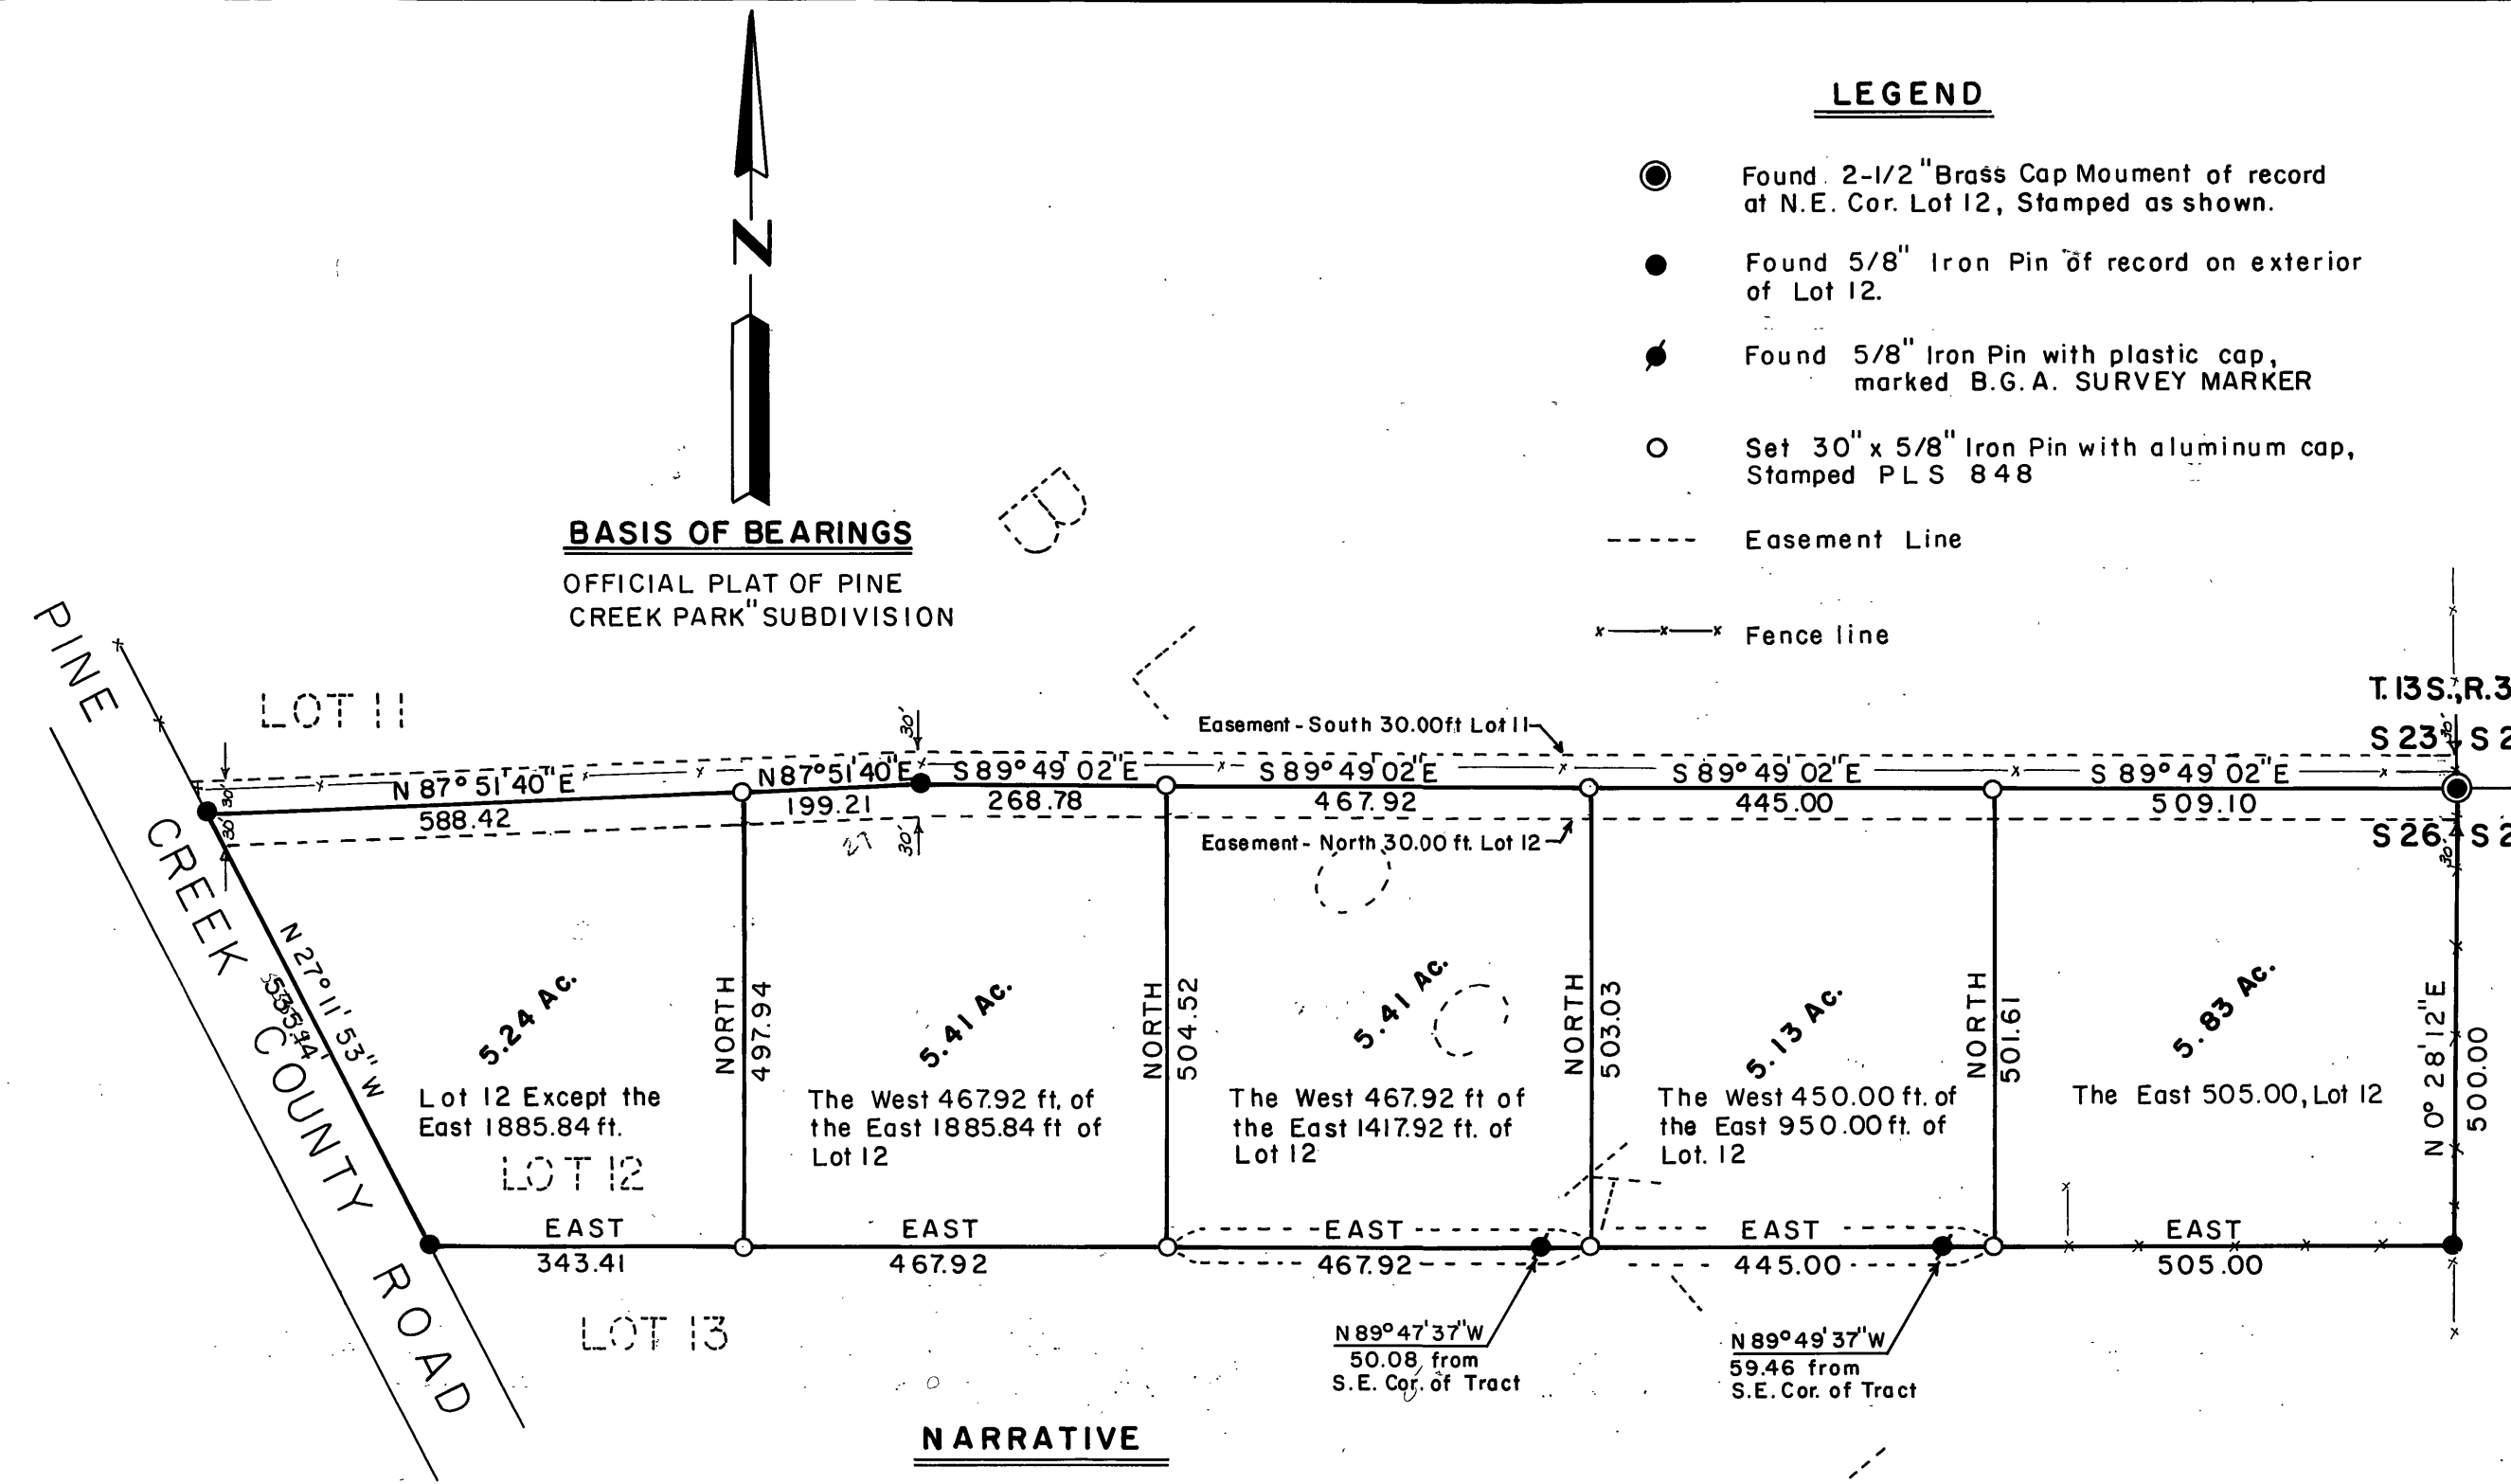 LEGEND
Found 2-1/2" Brass Cap Moument of record
at N.E. Cor. Lot 12, Stamped as shown.
Found 5/8" Iron Pin of record on exterior
of Lot 12.
Found 5/8" Iron Pin with plastic cap,
marked B.G.A. SURVEY MARKER
Set 30" x 5/8" Iron Pin with aluminum cap,
Stamped PLS 848
Easement Line
Fence line
N
BASIS OF BEARINGS
OFFICIAL PLAT OF PINE
CREEK PARK" SUBDIVISION
B
PINE CREEK COUNTY ROAD
LOT 11
T.13S., R.3
S 23
S 2
S 26
S 2
Easement - South 30.00ft Lot 11
30'
30'
30'
30'
30'
30'
30'
N 87°51'40"E
588.42
N87°51'40"E
199.21
S89°49'02"E
268.78
S89°49'02"E
467.92
S 89°49'02"E
445.00
S 89°49'02"E
509.10
Easement - North 30.00 ft. Lot 12
N 27°11'53" W
5.24 Ac.
NORTH
497.94
5.41 Ac.
NORTH
504.52
5.41 Ac.
NORTH
503.03
5.13 Ac.
NORTH
501.61
5.83 Ac.
N 0° 28'12"E
500.00
Lot 12 Except the
East 1885.84 ft.
LOT 12
The West 467.92 ft. of
the East 1885.84 ft of
Lot 12
The West 467.92 ft of
the East 1417.92 ft. of
Lot 12
The West 450.00 ft. of
the East 950.00 ft. of
Lot. 12
The East 505.00, Lot 12
EAST
343.41
EAST
467.92
EAST
467.92
EAST
445.00
EAST
505.00
LOT 13
N 89°47'37"W
50.08 from
S.E. Cor. of Tract
N 89°49'37"W
59.46 from
S.E. Cor. of Tract
NARRATIVE